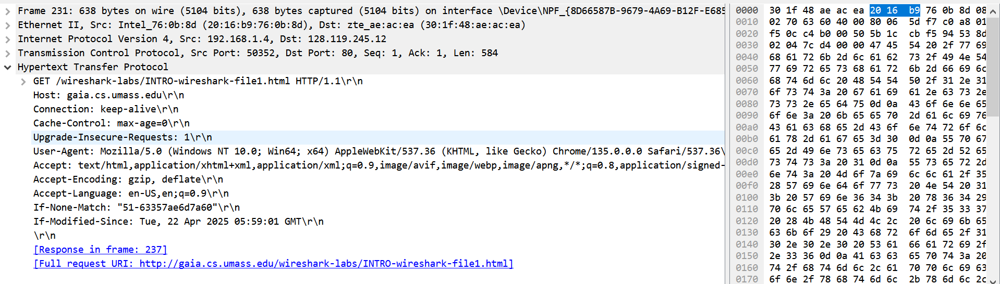 Frame 231: 638 bytes on wire (5104 bits), 638 bytes captured (5104 bits) on interface \Device\NPF_{8D66587B-9679-4A69-B12F-E685
Ethernet II, Src: Intel_76:0b:8d (20:16:b9:76:0b:8d), Dst: zte_ae:ac:ea (30:1f:48:ae:ac:ea)
Internet Protocol Version 4, Src: 192.168.1.4, Dst: 128.119.245.12
Transmission Control Protocol, Src Port: 50352, Dst Port: 80, Seq: 1, Ack: 1, Len: 584
Hypertext Transfer Protocol
GET /wireshark-labs/INTRO-wireshark-file1.html HTTP/1.1\r\n
Host: gaia.cs.umass.edu\r\n
Connection: keep-alive\r\n
Cache-Control: max-age=0\r\n
Upgrade-Insecure-Requests: 1\r\n
User-Agent: Mozilla/5.0 (Windows NT 10.0; Win64; x64) AppleWebKit/537.36 (KHTML, like Gecko) Chrome/135.0.0.0 Safari/537.36\
Accept: text/html,application/xhtml+xml,application/xml;q=0.9,image/avif,image/webp,image/apng,*/*;q=0.8,application/signed-
Accept-Encoding: gzip, deflate\r\n
Accept-Language: en-US,en;q=0.9\r\n
If-None-Match: "51-63357ae6d7a60"\r\n
If-Modified-Since: Tue, 22 Apr 2025 05:59:01 GMT\r\n
\r\n
[Response in frame: 237]
[Full request URI: http://gaia.cs.umass.edu/wireshark-labs/INTRO-wireshark-file1.html]
0000 30 1f 48 ae ac ea 20 16 b9 76 0b 8d 08
0010 02 70 63 60 40 00 80 06 5d f7 c0 a8 01
0020 f5 0c c4 b0 00 50 5b 1c cb f5 94 53 8d
0030 02 04 7c d4 00 00 47 45 54 20 2f 77 69
0040 68 61 72 6b 2d 6c 61 62 73 2f 49 4e 54
0050 77 69 72 65 73 68 61 72 6b 2d 66 69 6c
0060 68 74 6d 6c 20 48 54 54 50 2f 31 2e 31
0070 6f 73 74 3a 20 67 61 69 61 2e 63 73 2e
0080 73 73 2e 65 64 75 0d 0a 43 6f 6e 6e 65
0090 6f 6e 3a 20 6b 65 65 70 2d 61 6c 69 76
00a0 43 61 63 68 65 2d 43 6f 6e 74 72 6f 6c
00b0 61 78 2d 61 67 65 3d 30 0d 0a 55 70 67
00c0 65 2d 49 6e 73 65 63 75 72 65 2d 52 65
00d0 73 74 73 3a 20 31 0d 0a 55 73 65 72 2d
00e0 6e 74 3a 20 4d 6f 7a 69 6c 6c 61 2f 35
00f0 28 57 69 6e 64 6f 77 73 20 4e 54 20 31
0100 3b 20 57 69 6e 36 34 3b 20 78 36 34 29
0110 70 6c 65 57 65 62 4b 69 74 2f 35 33 37
0120 20 28 4b 48 54 4d 4c 2c 20 6c 69 6b 65
0130 63 6b 6f 29 20 43 68 72 6f 6d 65 2f 31
0140 30 2e 30 2e 30 20 53 61 66 61 72 69 2f
0150 2e 33 36 0d 0a 41 63 63 65 70 74 3a 20
0160 74 2f 68 74 6d 6c 2c 61 70 70 6c 69 63
0170 6f 6e 2f 78 68 74 6d 6c 2b 78 6d 6c 2c